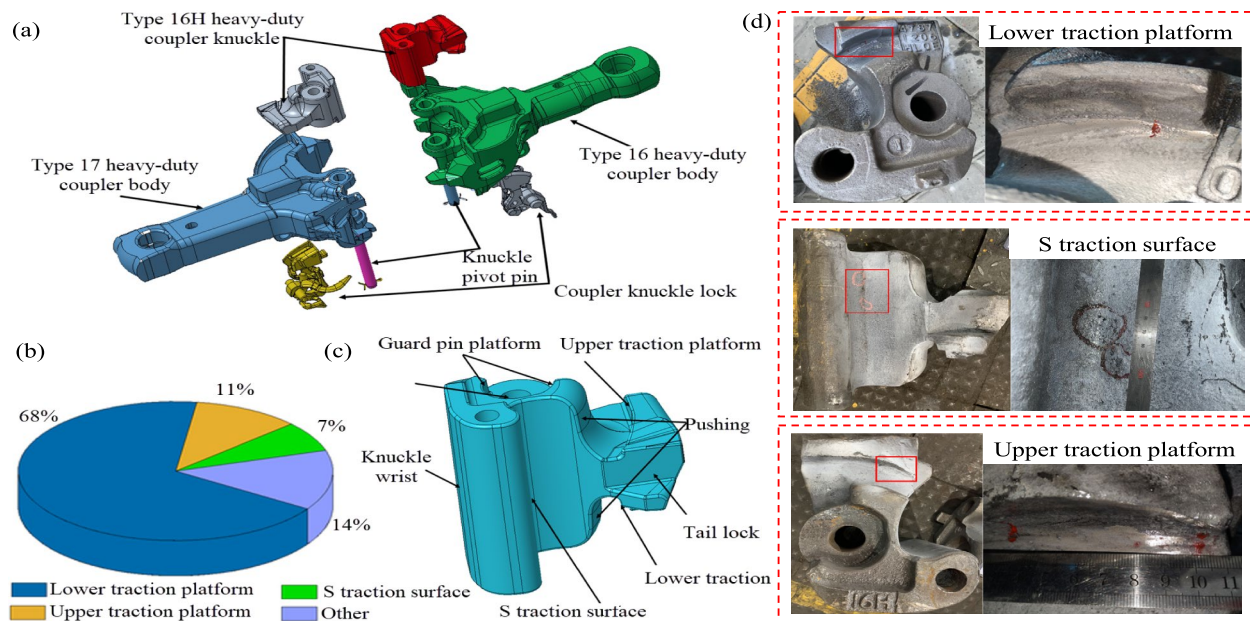 (a)
Type 16H heavy-duty
coupler knuckle
Type 17 heavy-duty
coupler body
Type 16 heavy-duty
coupler body
Knuckle
pivot pin
Coupler knuckle lock
(b)
11%
68%
7%
14%
Lower traction platform
S traction surface
Upper traction platform
Other
(c)
Guard pin platform
Upper traction platform
Pushing
Knuckle
wrist
Tail lock
Lower traction
S traction surface
(d)
Lower traction platform
S traction surface
Upper traction platform
8 9 10 11
16H